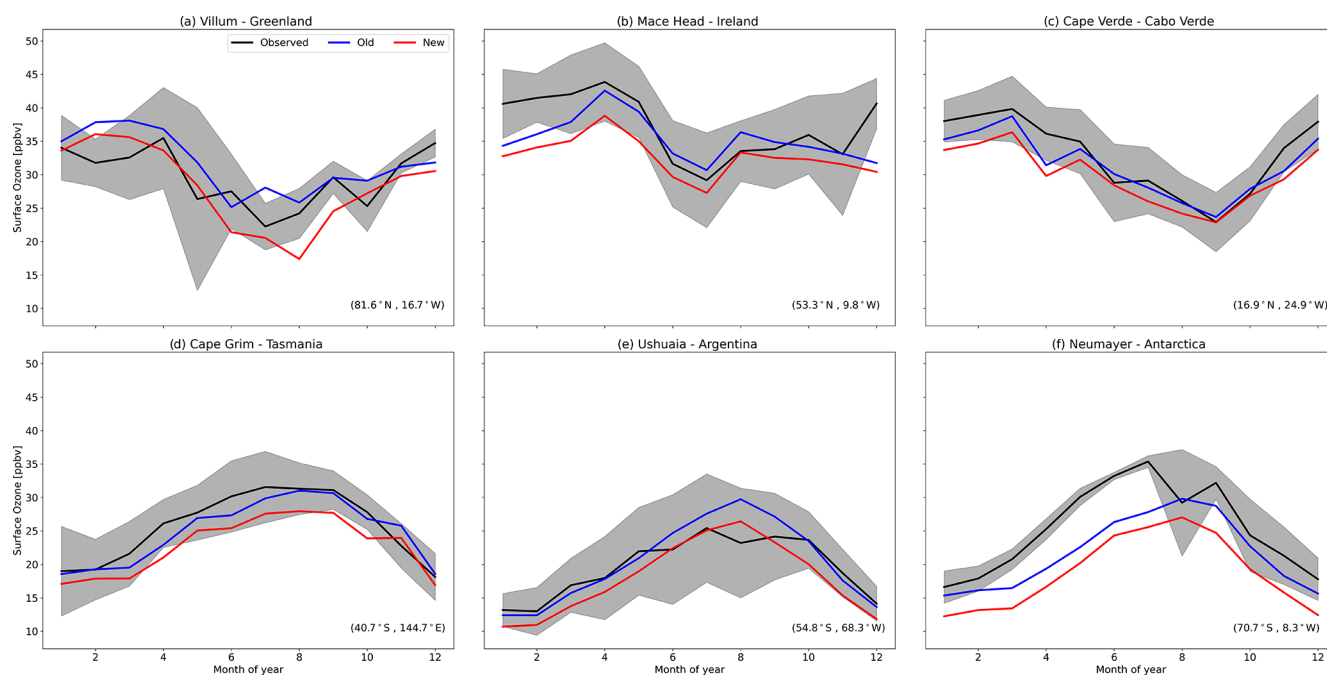 (a) Villum - Greenland
(b) Mace Head - Ireland
(c) Cape Verde - Cabo Verde
Observed Old New
Surface Ozone [ppbv]
50
45
40
35
30
25
20
15
10
(81.6°N , 16.7°W)
(53.3°N , 9.8°W)
(16.9°N , 24.9°W)
(d) Cape Grim - Tasmania
(e) Ushuaia - Argentina
(f) Neumayer - Antarctica
Surface Ozone [ppbv]
50
45
40
35
30
25
20
15
10
(40.7°S , 144.7°E)
(54.8°S , 68.3°W)
(70.7°S , 8.3°W)
2 4 6 8 10 12
2 4 6 8 10 12
2 4 6 8 10 12
Month of year
Month of year
Month of year